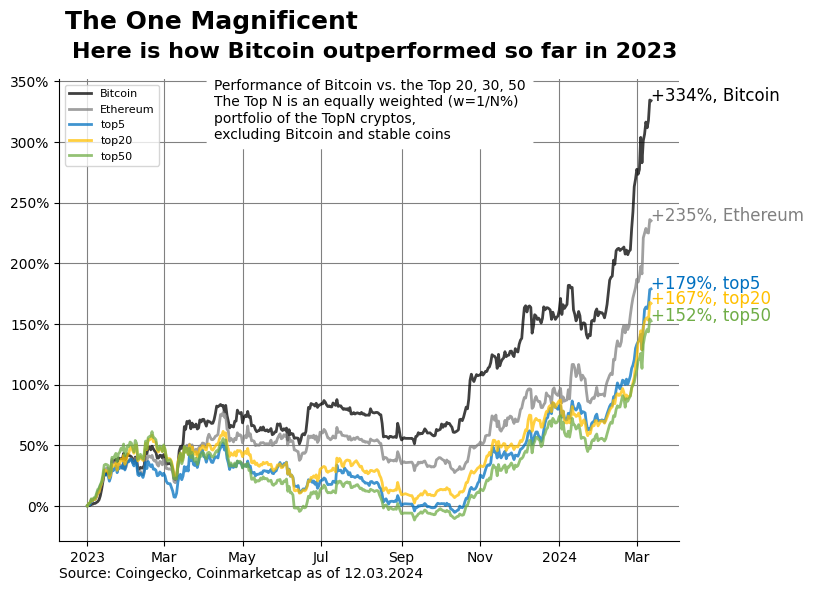 The One Magnificent
Here is how Bitcoin outperformed so far in 2023
350%
300%
250%
200%
150%
100%
50%
0%
Bitcoin
Ethereum
top5
top20
top50
Performance of Bitcoin vs. the Top 20, 30, 50
The Top N is an equally weighted (w=1/N%)
portfolio of the TopN cryptos,
excluding Bitcoin and stable coins
+334%, Bitcoin
+235%, Ethereum
+179%, top5
+167%, top20
+152%, top50
2023 Mar May Jul Sep Nov 2024 Mar
Source: Coingecko, Coinmarketcap as of 12.03.2024